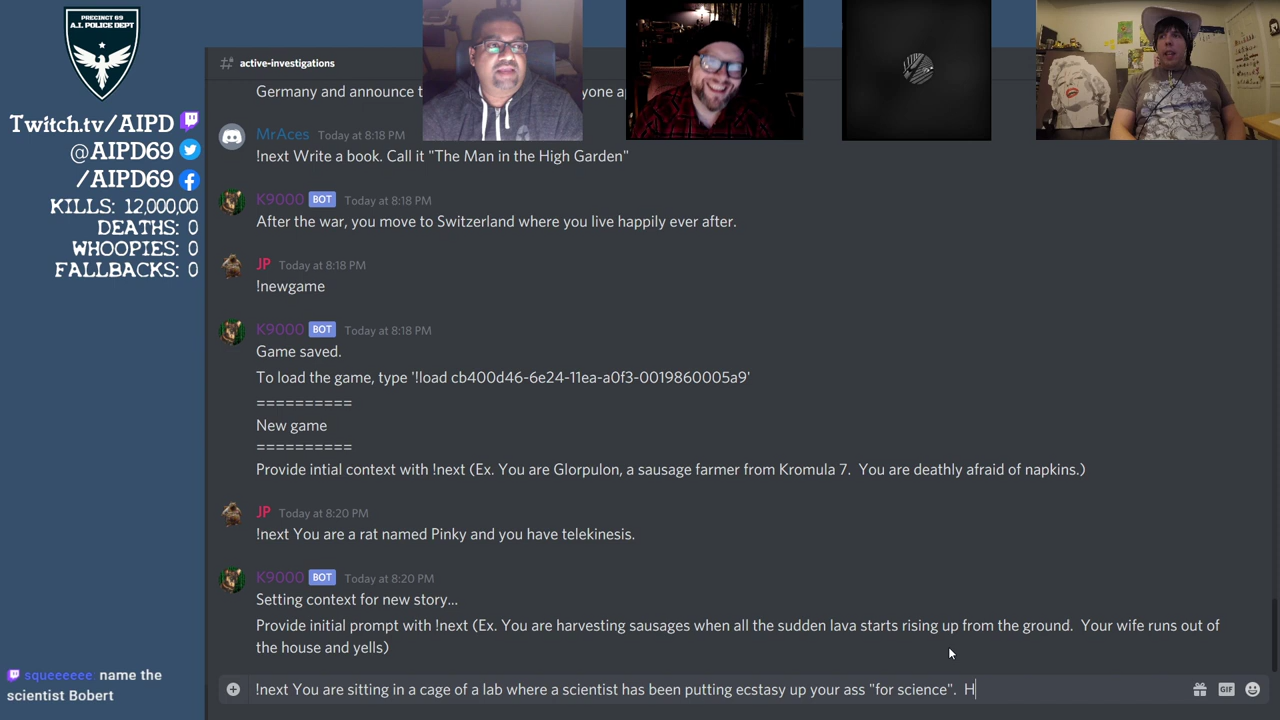 PRECINCT 69
A.I. POLICE DEPT
Twitch.tv/AIPD
@AIPD69
/AIPD69
KILLS: 12,000,00
DEATHS: 0
WHOOPIES: 0
FALLBACKS: 0
squeeeeee name the
scientist Bobert
active-investigations
Germany and announce t
yone ap
MrAces Today at 8:18 PM
!next Write a book. Call it "The Man in the High Garden"
K9000 BOT Today at 8:18 PM
After the war, you move to Switzerland where you live happily ever after.
JP Today at 8:18 PM
!newgame
K9000 BOT Today at 8:18 PM
Game saved.
To load the game, type '!load cb400d46-6e24-11ea-a0f3-0019860005a9'
==========
New game
==========
Provide intial context with !next (Ex. You are Glorpulon, a sausage farmer from Kromula 7. You are deathly afraid of napkins.)
JP Today at 8:20 PM
!next You are a rat named Pinky and you have telekinesis.
K9000 BOT Today at 8:20 PM
Setting context for new story...
Provide initial prompt with !next (Ex. You are harvesting sausages when all the sudden lava starts rising up from the ground. Your wife runs out of
the house and yells)
!next You are sitting in a cage of a lab where a scientist has been putting ecstasy up your ass "for science". H
GIF